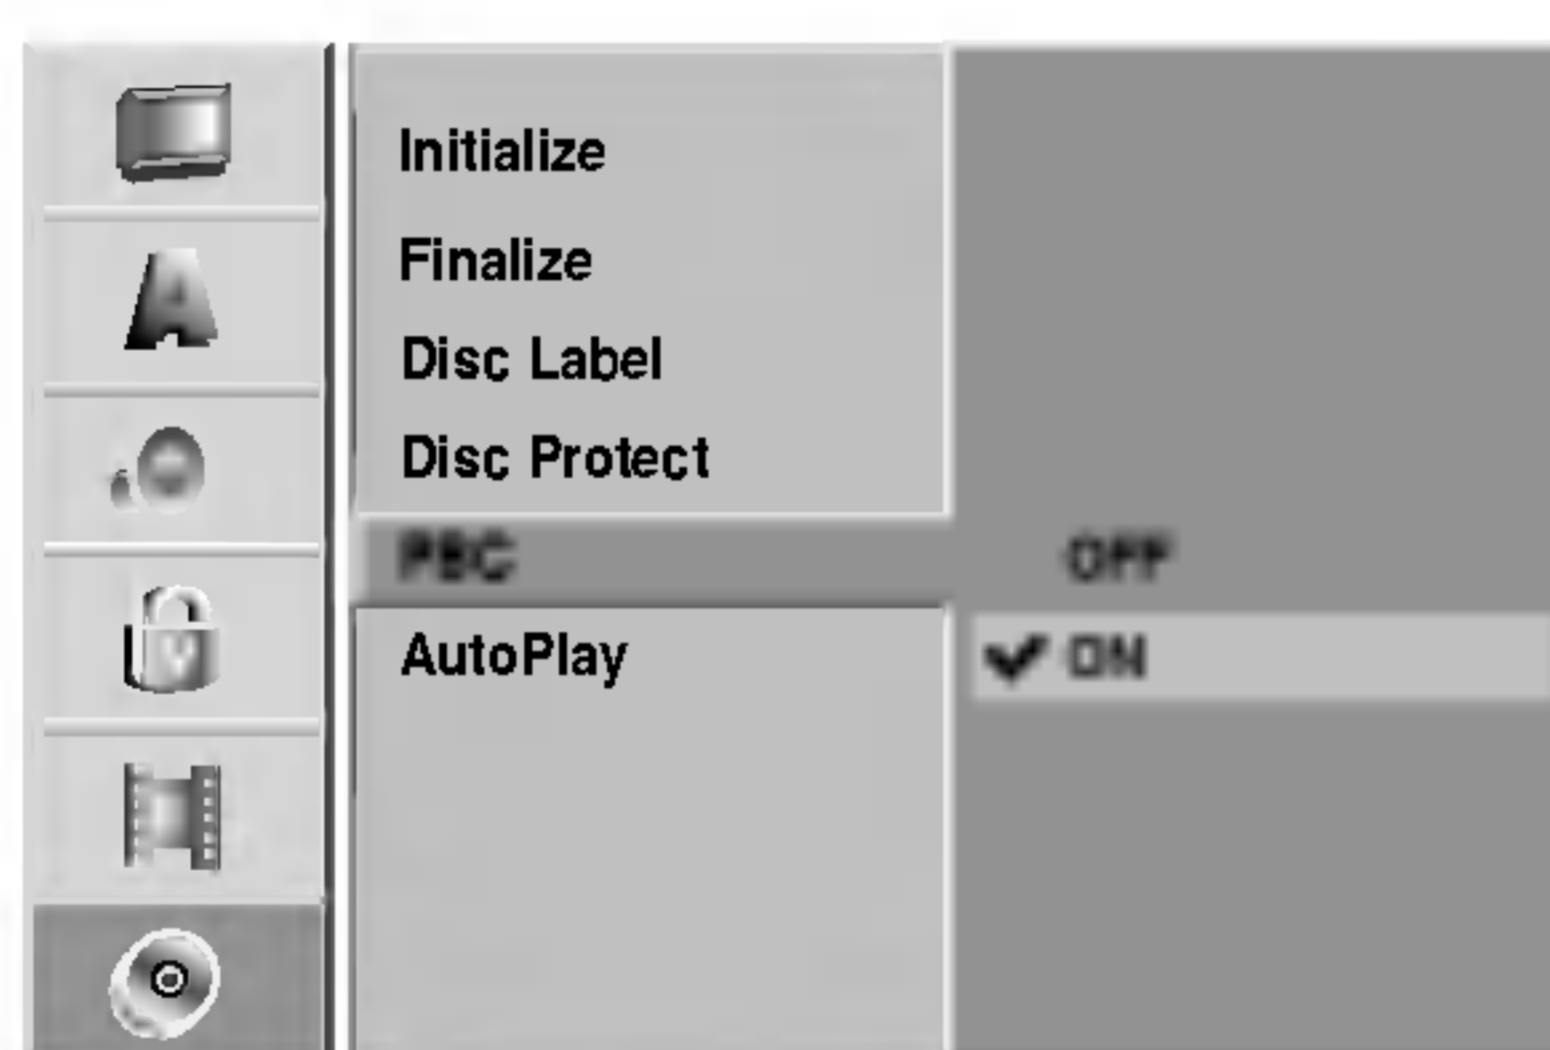 Initialize
Finalize
Disc Label
Disc Protect
PBC OFF
AutoPlay ON